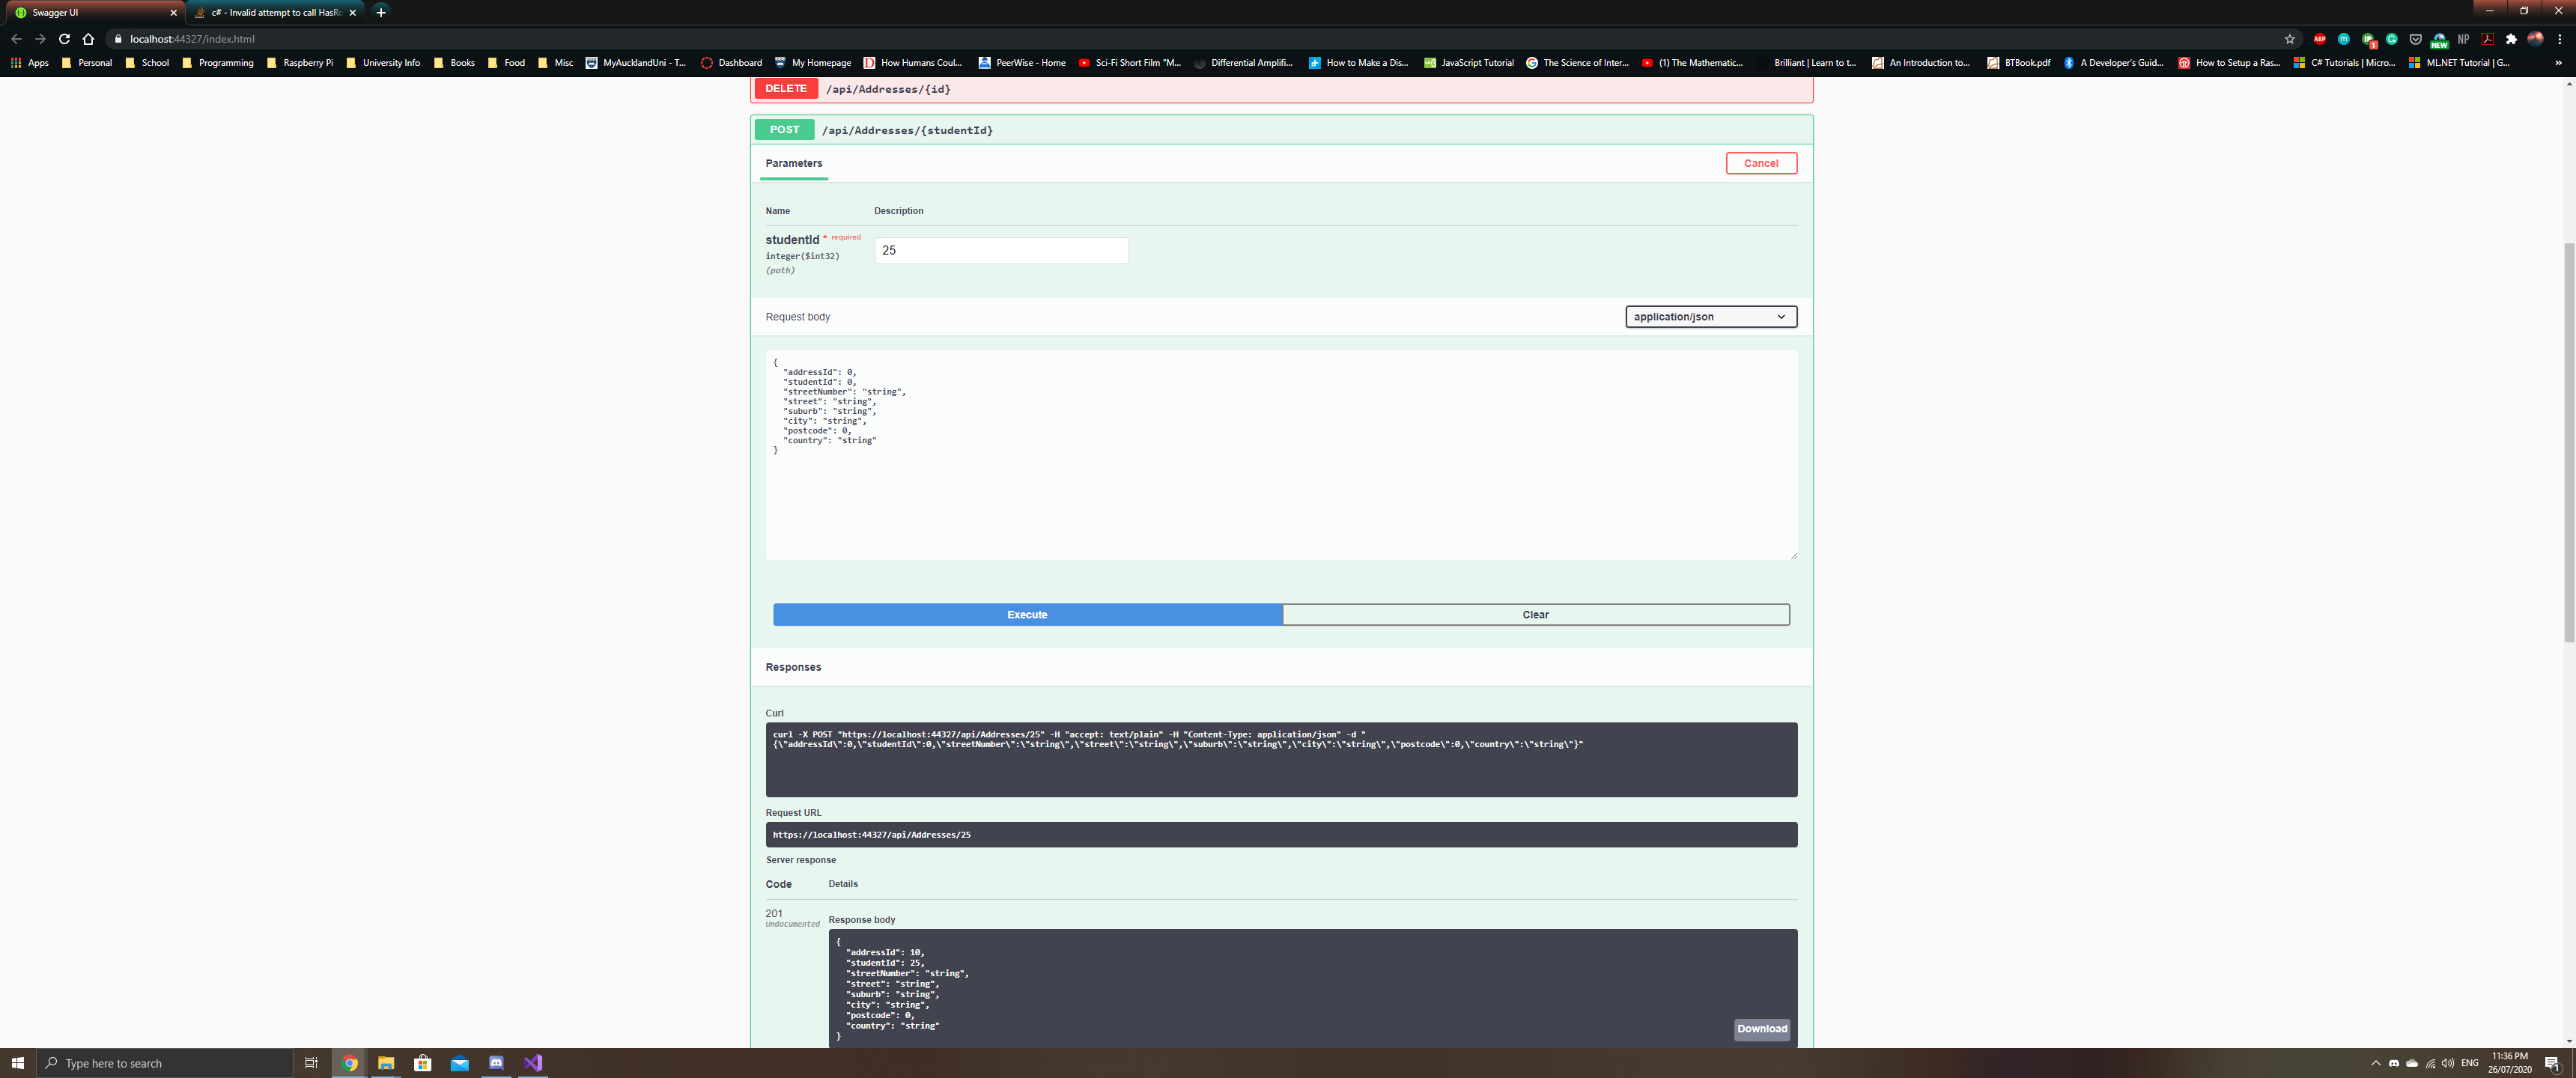 Swagger UI
c# - Invalid attempt to call HasRo
localhost:44327/index.html
Apps Personal School Programming Raspberry Pi University Info Books Food Misc MyAucklandUni - T... Dashboard My Homepage How Humans Coul... PeerWise - Home Sci-Fi Short Film "M... Differential Amplifi... How to Make a Dis... JavaScript Tutorial The Science of Inter... (1) The Mathematic... Brilliant | Learn to t... An Introduction to... BTBook.pdf A Developer's Guid... How to Setup a Ras... C# Tutorials | Micro... ML.NET Tutorial | G... »
DELETE /api/Addresses/{id}
POST /api/Addresses/{studentId}
Parameters
Cancel
Name Description
studentId * required
integer($int32)
(path)
25
Request body
application/json
{
"addressId": 0,
"studentId": 0,
"streetNumber": "string",
"street": "string",
"suburb": "string",
"city": "string",
"postcode": 0,
"country": "string"
}
Execute
Clear
Responses
Curl
curl -X POST "https://localhost:44327/api/Addresses/25" -H "accept: text/plain" -H "Content-Type: application/json" -d "
{\"addressId\":0,\"studentId\":0,\"streetNumber\":\"string\",\"street\":\"string\",\"suburb\":\"string\",\"city\":\"string\",\"postcode\":0,\"country\":\"string\"}"
Request URL
https://localhost:44327/api/Addresses/25
Server response
Code Details
201
Undocumented
Response body
{
"addressId": 10,
"studentId": 25,
"streetNumber": "string",
"street": "string",
"suburb": "string",
"city": "string",
"postcode": 0,
"country": "string"
}
Download
Type here to search
ENG
11:36 PM
26/07/2020
ABP
NEW
NP